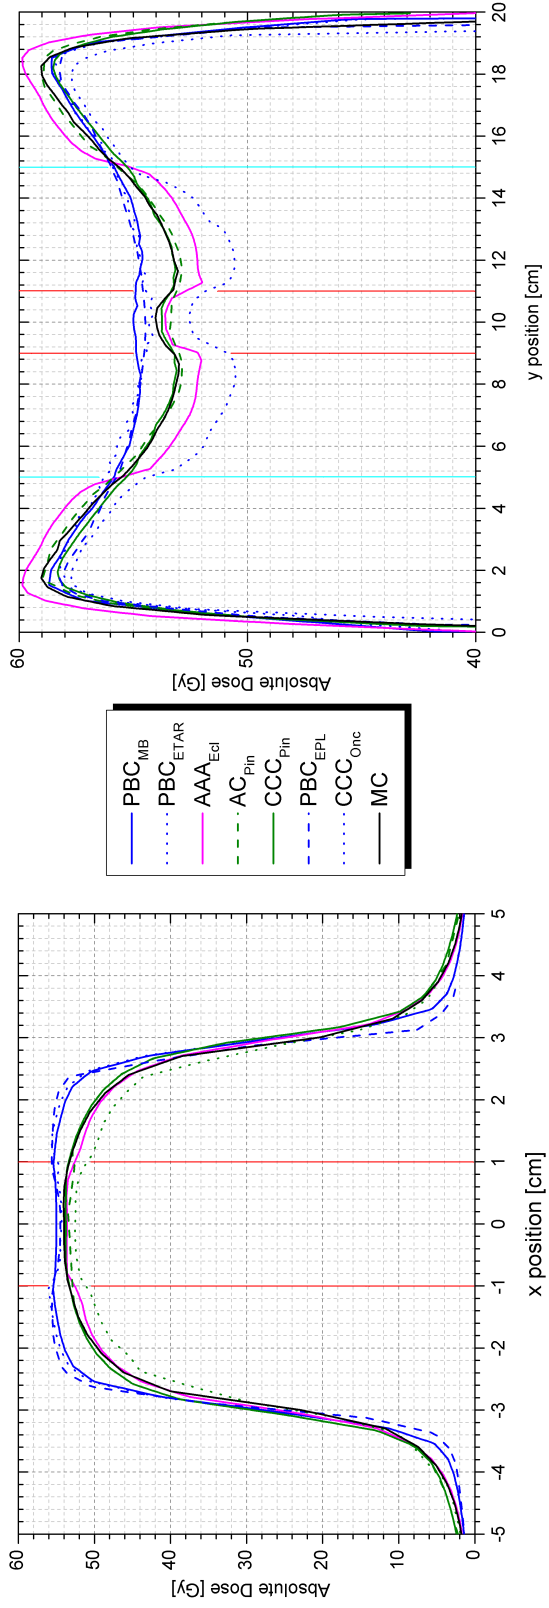 Absolute Dose [Gy]
60
50
40
30
20
10
0
-5 -4 -3 -2 -1 0 1 2 3 4 5
x position [cm]
PBC_MB
PBC_ETAR
AAA_Ecl
AC_Pin
CCC_Pin
PBC_EPL
CCC_Onc
MC
Absolute Dose [Gy]
60
50
40
0 2 4 6 8 10 12 14 16 18 20
y position [cm]